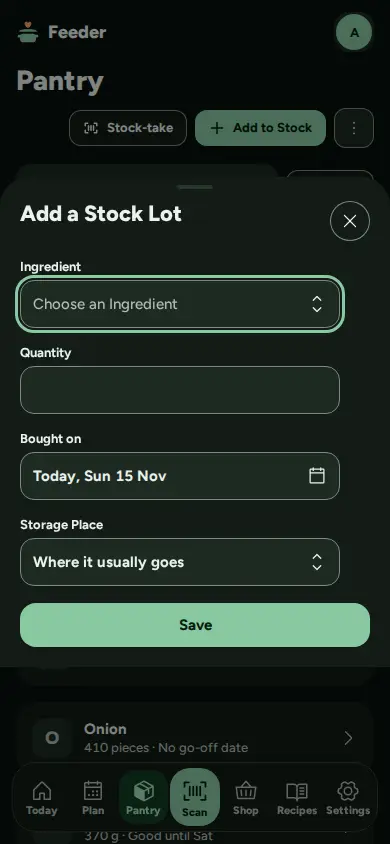 Feeder
A
Pantry
Stock-take
Add to Stock
Add a Stock Lot
Ingredient
Choose an Ingredient
Quantity
Bought on
Today, Sun 15 Nov
Storage Place
Where it usually goes
Save
O
Onion
410 pieces · No go-off date
Today
Plan
Pantry
Scan
Shop
Recipes
Settings
370 g · Good until Sat